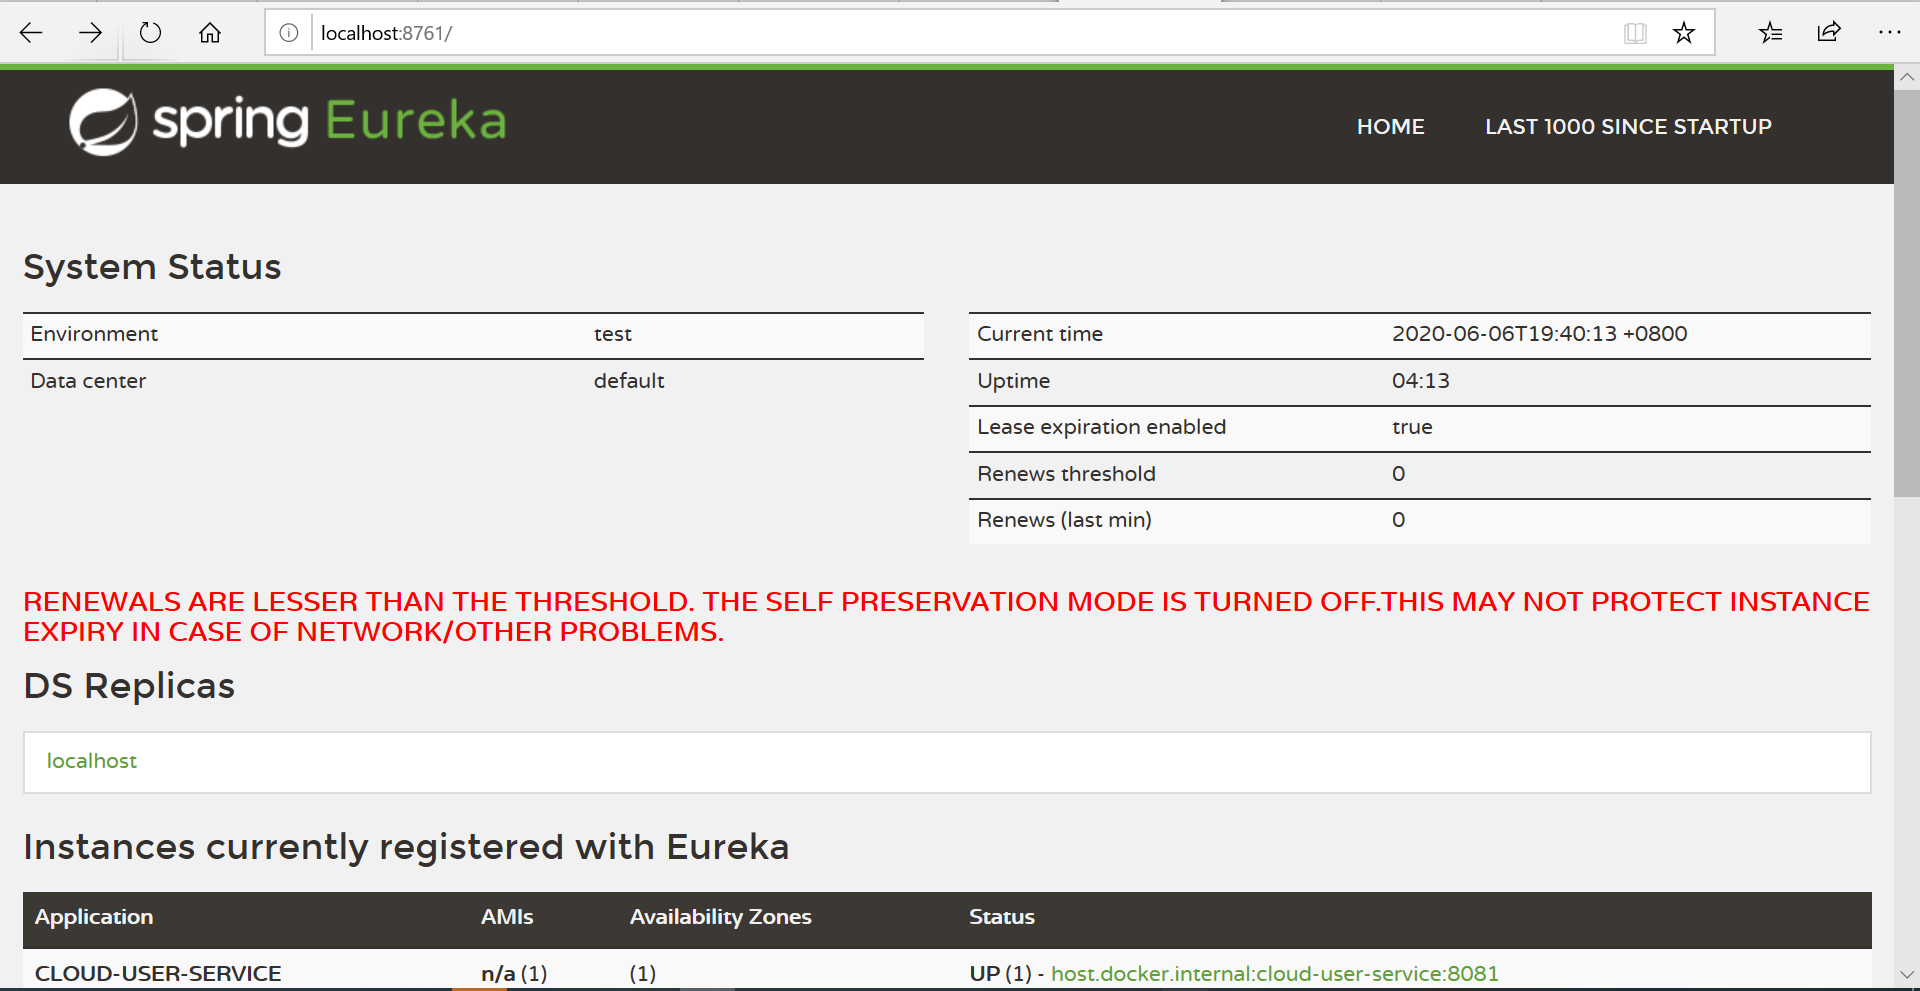 localhost:8761/
spring Eureka
HOME LAST 1000 SINCE STARTUP
System Status
Environment test
Data center default
Current time 2020-06-06T19:40:13 +0800
Uptime 04:13
Lease expiration enabled true
Renews threshold 0
Renews (last min) 0
RENEWALS ARE LESSER THAN THE THRESHOLD. THE SELF PRESERVATION MODE IS TURNED OFF.THIS MAY NOT PROTECT INSTANCE
EXPIRY IN CASE OF NETWORK/OTHER PROBLEMS.
DS Replicas
localhost
Instances currently registered with Eureka
Application AMIs Availability Zones Status
CLOUD-USER-SERVICE n/a (1) (1) UP (1) - host.docker.internal:cloud-user-service:8081